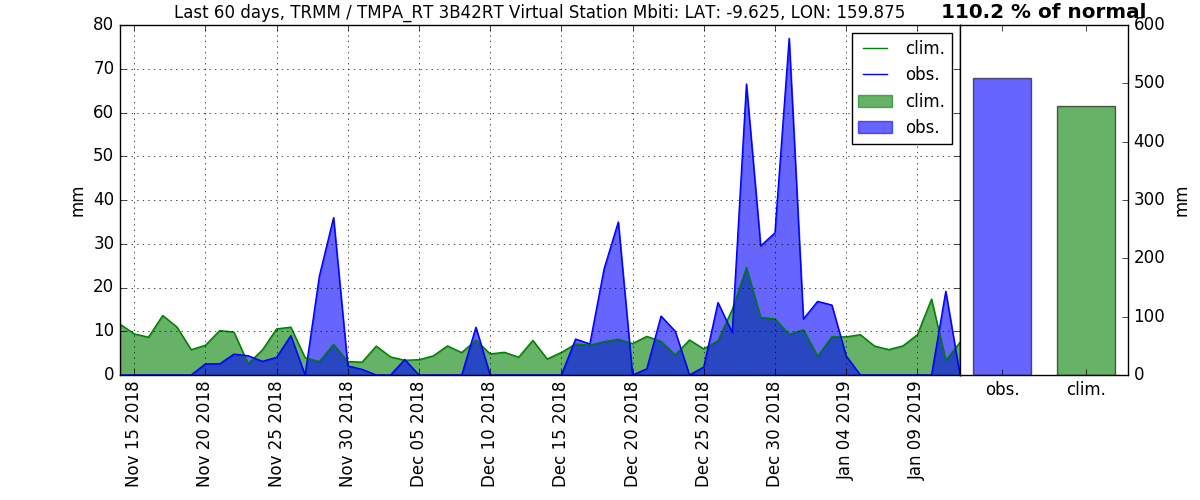 Last 60 days, TRMM / TMPA_RT 3B42RT Virtual Station Mbiti: LAT: -9.625, LON: 159.875
110.2 % of normal
80
70
60
50
40
30
20
10
0
mm
clim.
obs.
clim.
obs.
600
500
400
300
200
100
0
mm
Nov 15 2018
Nov 20 2018
Nov 25 2018
Nov 30 2018
Dec 05 2018
Dec 10 2018
Dec 15 2018
Dec 20 2018
Dec 25 2018
Dec 30 2018
Jan 04 2019
Jan 09 2019
obs.
clim.